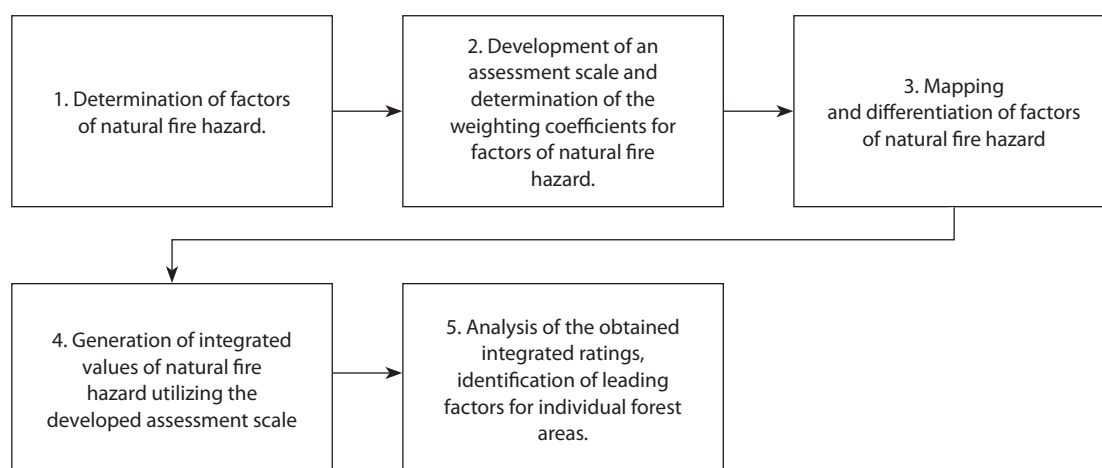 1. Determination of factors
of natural fire hazard.
2. Development of an
assessment scale and
determination of the
weighting coefficients for
factors of natural fire
hazard.
3. Mapping
and differentiation of factors
of natural fire hazard
4. Generation of integrated
values of natural fire
hazard utilizing the
developed assessment scale
5. Analysis of the obtained
integrated ratings,
identification of leading
factors for individual forest
areas.